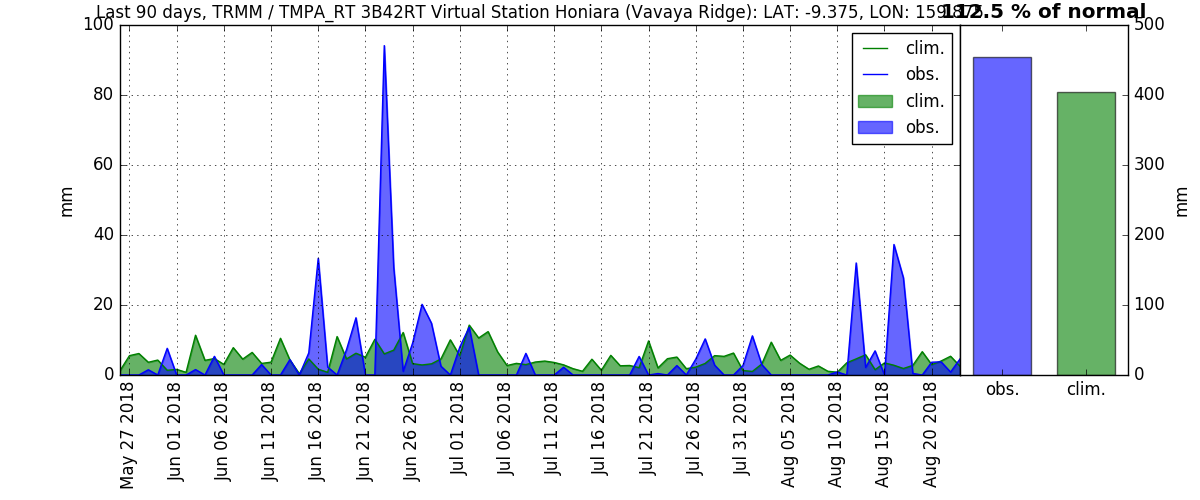 Last 90 days, TRMM / TMPA_RT 3B42RT Virtual Station Honiara (Vavaya Ridge): LAT: -9.375, LON: 159.875
112.5 % of normal
100
80
60
40
20
0
mm
clim.
obs.
clim.
obs.
500
400
300
200
100
0
mm
obs.
clim.
May 27 2018
Jun 01 2018
Jun 06 2018
Jun 11 2018
Jun 16 2018
Jun 21 2018
Jun 26 2018
Jul 01 2018
Jul 06 2018
Jul 11 2018
Jul 16 2018
Jul 21 2018
Jul 26 2018
Jul 31 2018
Aug 05 2018
Aug 10 2018
Aug 15 2018
Aug 20 2018